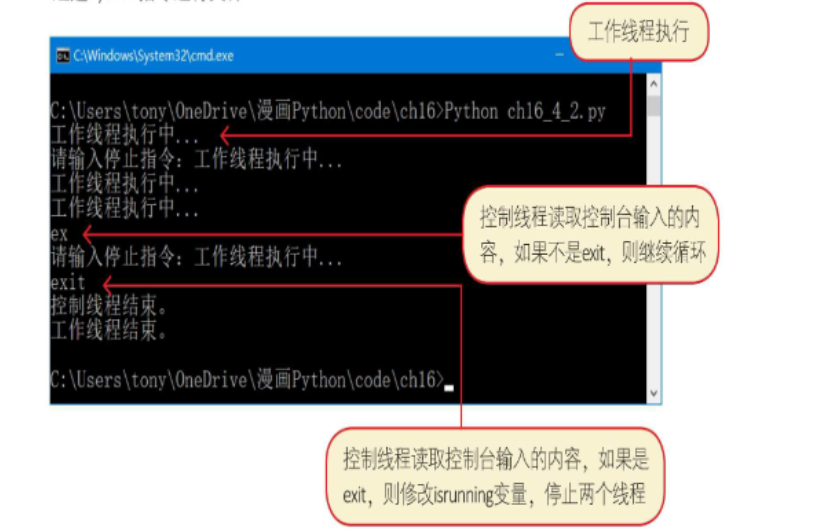 工作线程执行
C:\Windows\System32\cmd.exe
C:\Users\tony\OneDrive\漫画Python\code\ch16>Python ch16_4_2.py
工作线程执行中...
请输入停止指令：工作线程执行中...
工作线程执行中...
工作线程执行中...
ex
请输入停止指令：工作线程执行中...
exit
控制线程结束。
工作线程结束。
C:\Users\tony\OneDrive\漫画Python\code\ch16>
控制线程读取控制台输入的内
容，如果不是exit，则继续循环
控制线程读取控制台输入的内容，如果是
exit，则修改isrunning变量，停止两个线程